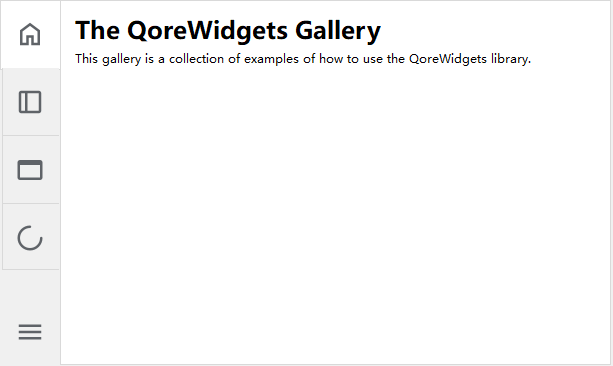 The QoreWidgets Gallery
This gallery is a collection of examples of how to use the QoreWidgets library.